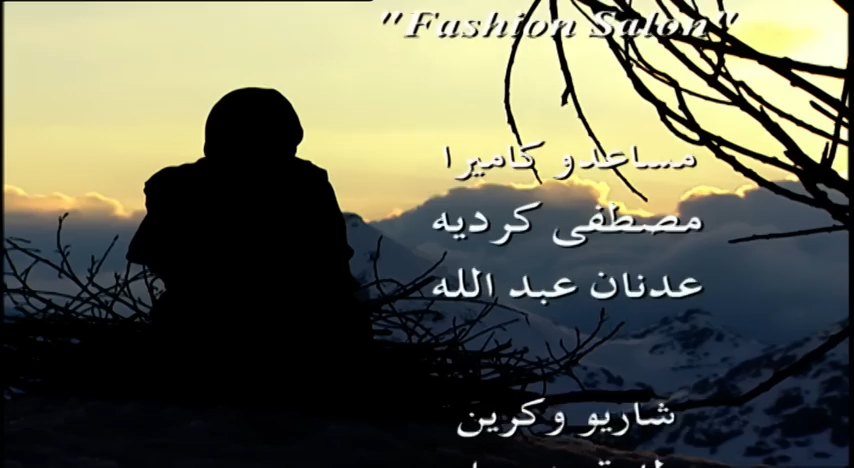 "Fashion Salon"
مساعدو كاميرا
مصطفى كرديه
عدنان عبد الله
شاريو وكرين